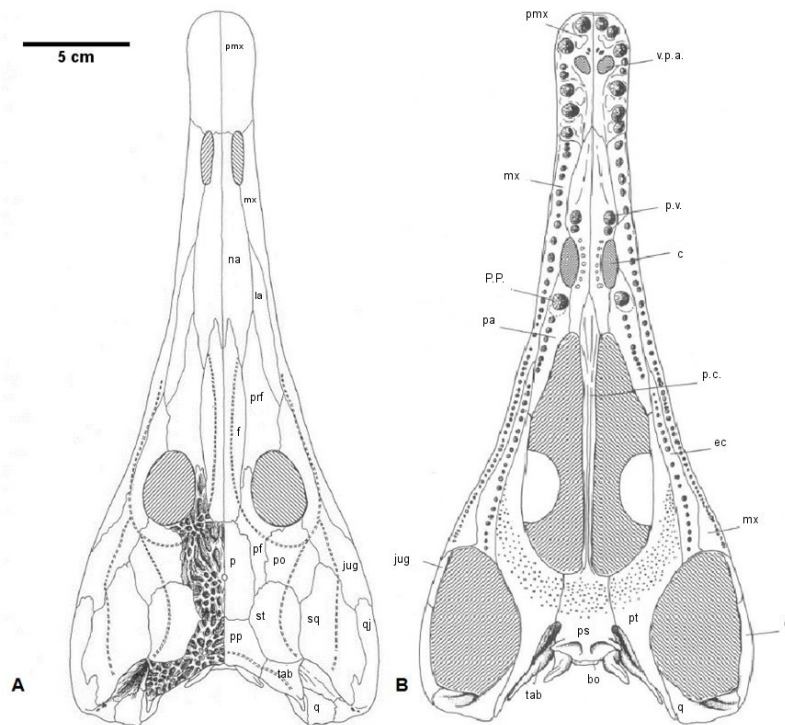 5 cm
pmx
mx
na
la
prf
f
p
pf
po
jug
st
sq
qj
pp
tab
q
A
pmx
v.p.a.
mx
p.v.
c
P.P.
pa
p.c.
ec
mx
jug
ps
pt
tab
bo
q
B